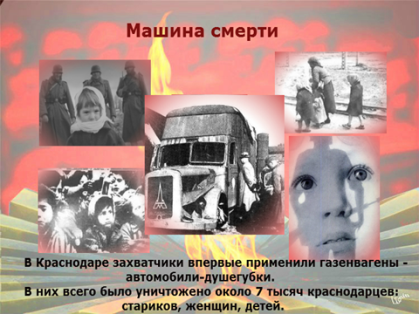 Машина смерти
В Краснодаре захватчики впервые применили газенвагены -
автомобили-душегубки.
В них всего было уничтожено около 7 тысяч краснодарцев:
стариков, женщин, детей.